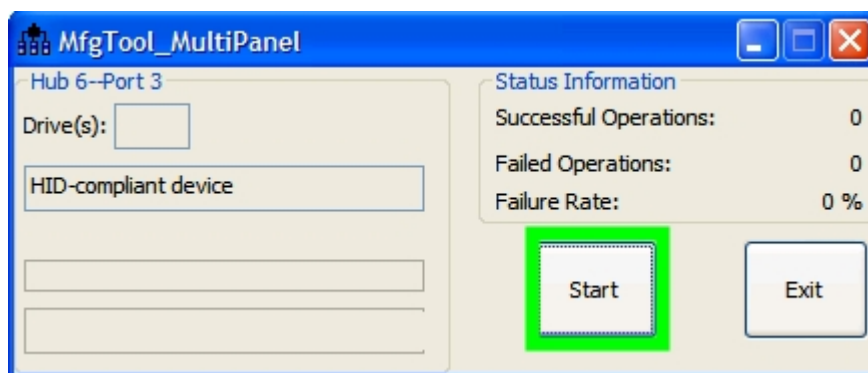 MfgTool_MultiPanel
Hub 6--Port 3
Drive(s):
HID-compliant device
Status Information
Successful Operations: 0
Failed Operations: 0
Failure Rate: 0 %
Start
Exit